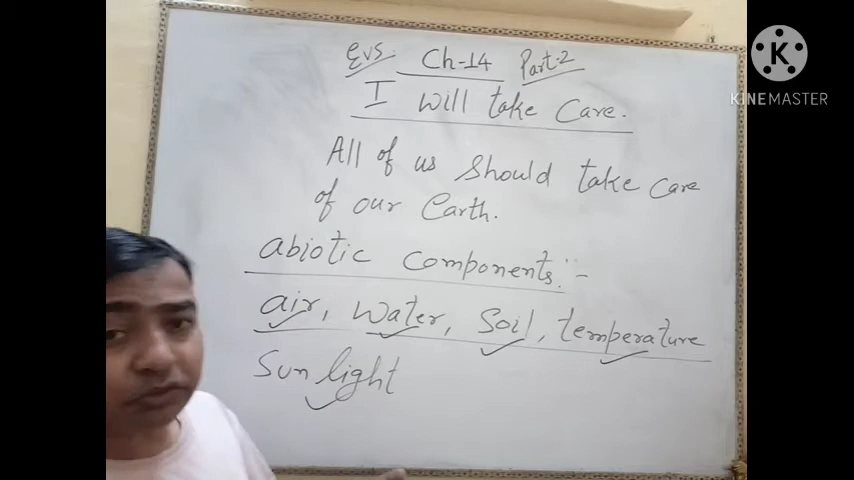 EVS. Ch-14 Part-2
I will take Care.
All of us should take care
of our Earth.
abiotic components:-
air, water, soil, temperature
Sunlight
KINEMASTER